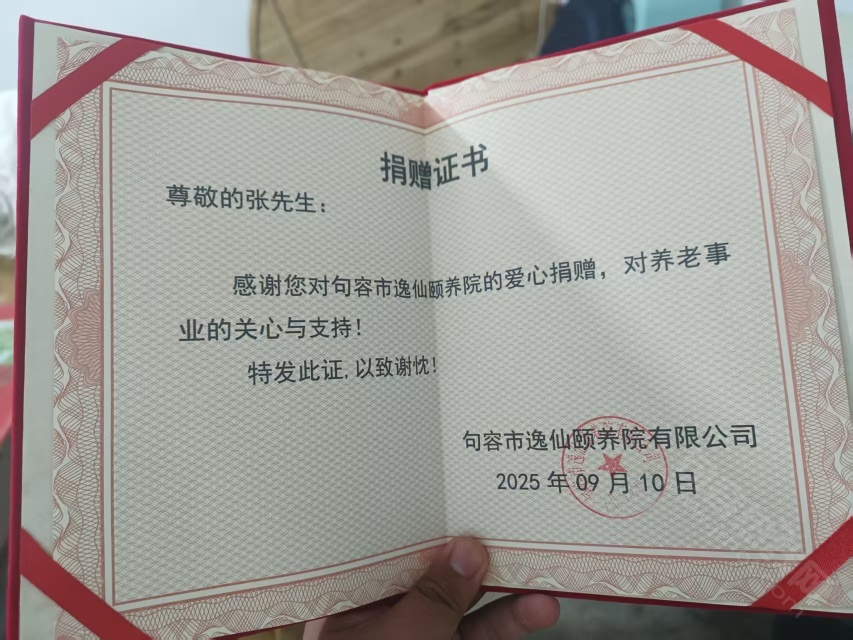 捐赠证书
尊敬的张先生：
感谢您对句容市逸仙颐养院的爱心捐赠，对养老事
业的关心与支持！
特发此证，以致谢忱！
句容市逸仙颐养院有限公司
2025 年 09 月 10 日